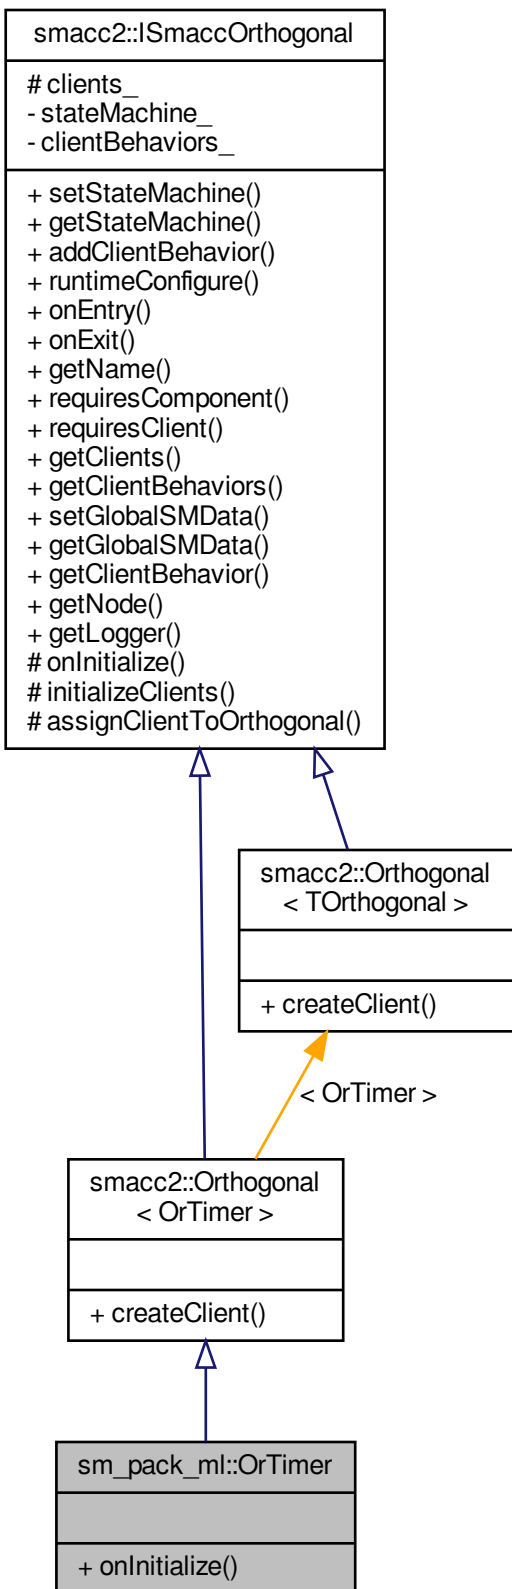 smacc2::ISmaccOrthogonal
# clients_
- stateMachine_
- clientBehaviors_
+ setStateMachine()
+ getStateMachine()
+ addClientBehavior()
+ runtimeConfigure()
+ onEntry()
+ onExit()
+ getName()
+ requiresComponent()
+ requiresClient()
+ getClients()
+ getClientBehaviors()
+ setGlobalSMData()
+ getGlobalSMData()
+ getClientBehavior()
+ getNode()
+ getLogger()
# onInitialize()
# initializeClients()
# assignClientToOrthogonal()
smacc2::Orthogonal
< TOrthogonal >
+ createClient()
< OrTimer >
smacc2::Orthogonal
< OrTimer >
+ createClient()
sm_pack_ml::OrTimer
+ onInitialize()